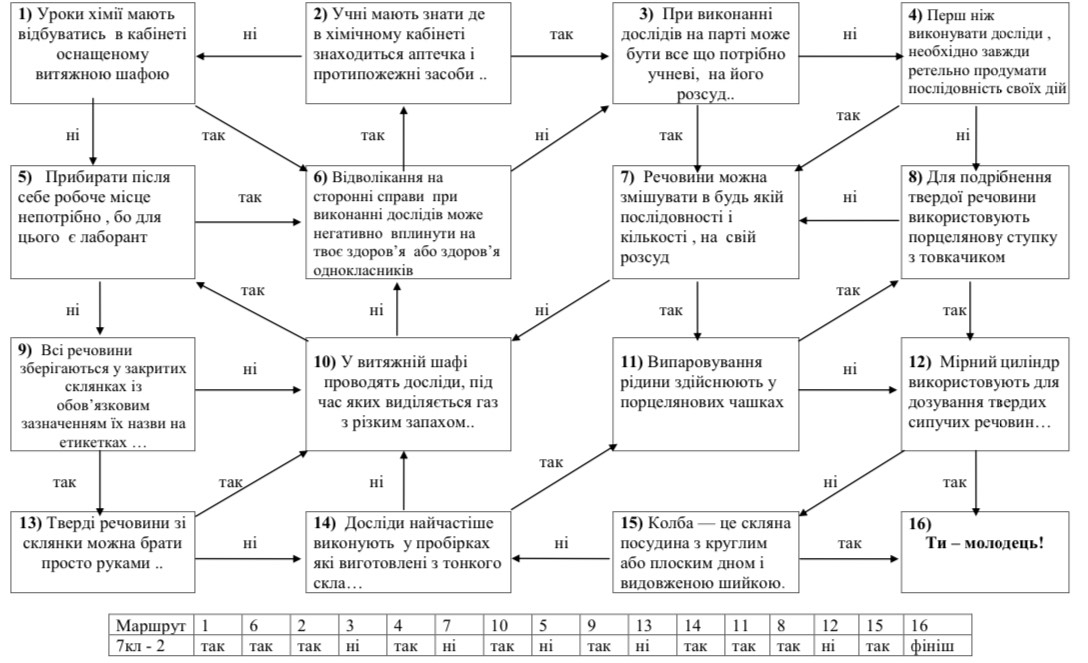 1) Уроки хімії мають
відбуватись в кабінеті
оснащеному
витяжною шафою
ні
2) Учні мають знати де
в хімічному кабінеті
знаходиться аптечка і
протипожежні засоби ..
так
3) При виконанні
дослідів на парті може
бути все що потрібно
учневі, на його
розсуд..
ні
4) Перш ніж
виконувати досліди ,
необхідно завжди
ретельно продумати
послідовність своїх дій
ні
так
так
ні
так
так
ні
5) Прибирати після
себе робоче місце
непотрібно , бо для
цього є лаборант
так
6) Відволікання на
сторонні справи при
виконанні дослідів може
негативно вплинути на
твоє здоров’я або здоров’я
однокласників
7) Речовини можна
змішувати в будь якій
послідовності і
кількості , на свій
розсуд
ні
8) Для подрібнення
твердої речовини
використовують
порцелянову ступку
з товкачиком
ні
так
ні
ні
так
так
так
9) Всі речовини
зберігаються у закритих
склянках із
обов’язковим
зазначенням їх назви на
етикетках …
ні
10) У витяжній шафі
проводять досліди, під
час яких виділяється газ
з різким запахом..
11) Випаровування
рідини здійснюють у
порцелянових чашках
ні
12) Мірний циліндр
використовують для
дозування твердих
сипучих речовин…
так
так
ні
так
ні
так
13) Тверді речовини зі
склянки можна брати
просто руками ..
ні
14) Досліди найчастіше
виконують у пробірках
які виготовлені з тонкого
скла…
ні
15) Колба — це скляна
посудина з круглим
або плоским дном і
видовженою шийкою.
так
16)
Ти – молодець!
Маршрут 1 6 2 3 4 7 10 5 9 13 14 11 8 12 15 16
7кл - 2 так так так ні так ні так ні так ні так так так ні так фініш